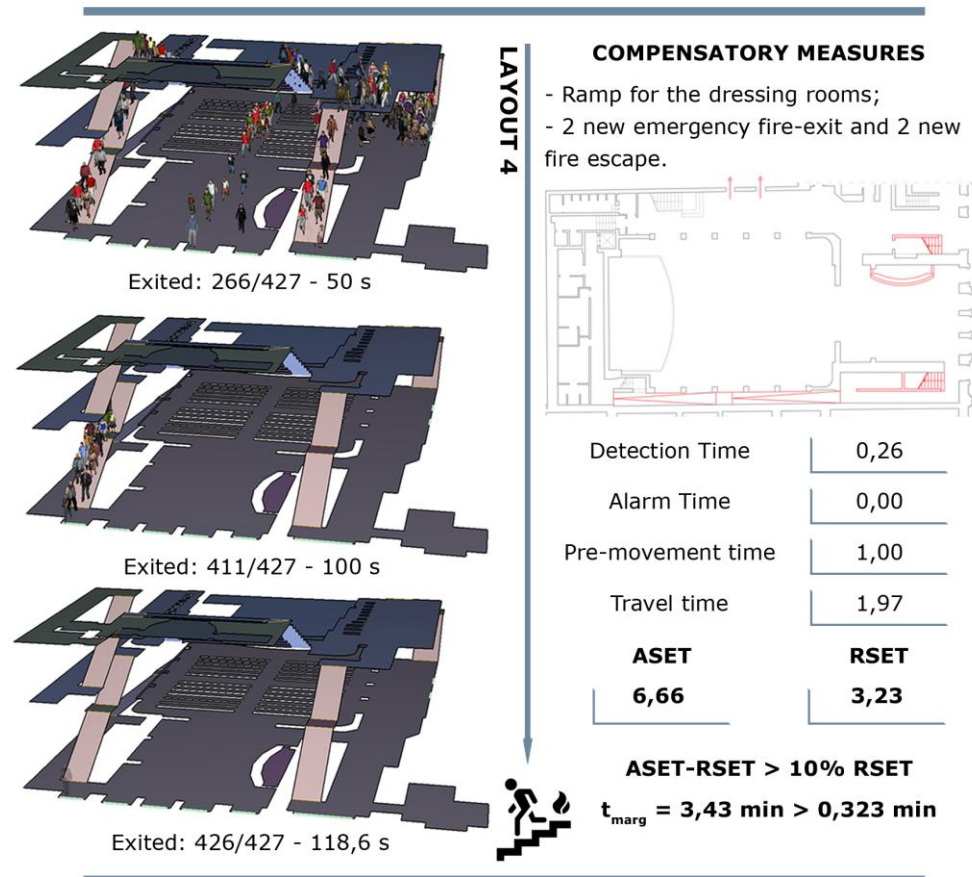 Exited: 266/427 - 50 s
Exited: 411/427 - 100 s
Exited: 426/427 - 118,6 s
LAYOUT 4
COMPENSATORY MEASURES
- Ramp for the dressing rooms;
- 2 new emergency fire-exit and 2 new
fire escape.
Detection Time 0,26
Alarm Time 0,00
Pre-movement time 1,00
Travel time 1,97
ASET RSET
6,66 3,23
ASET-RSET > 10% RSET
tmarg = 3,43 min > 0,323 min